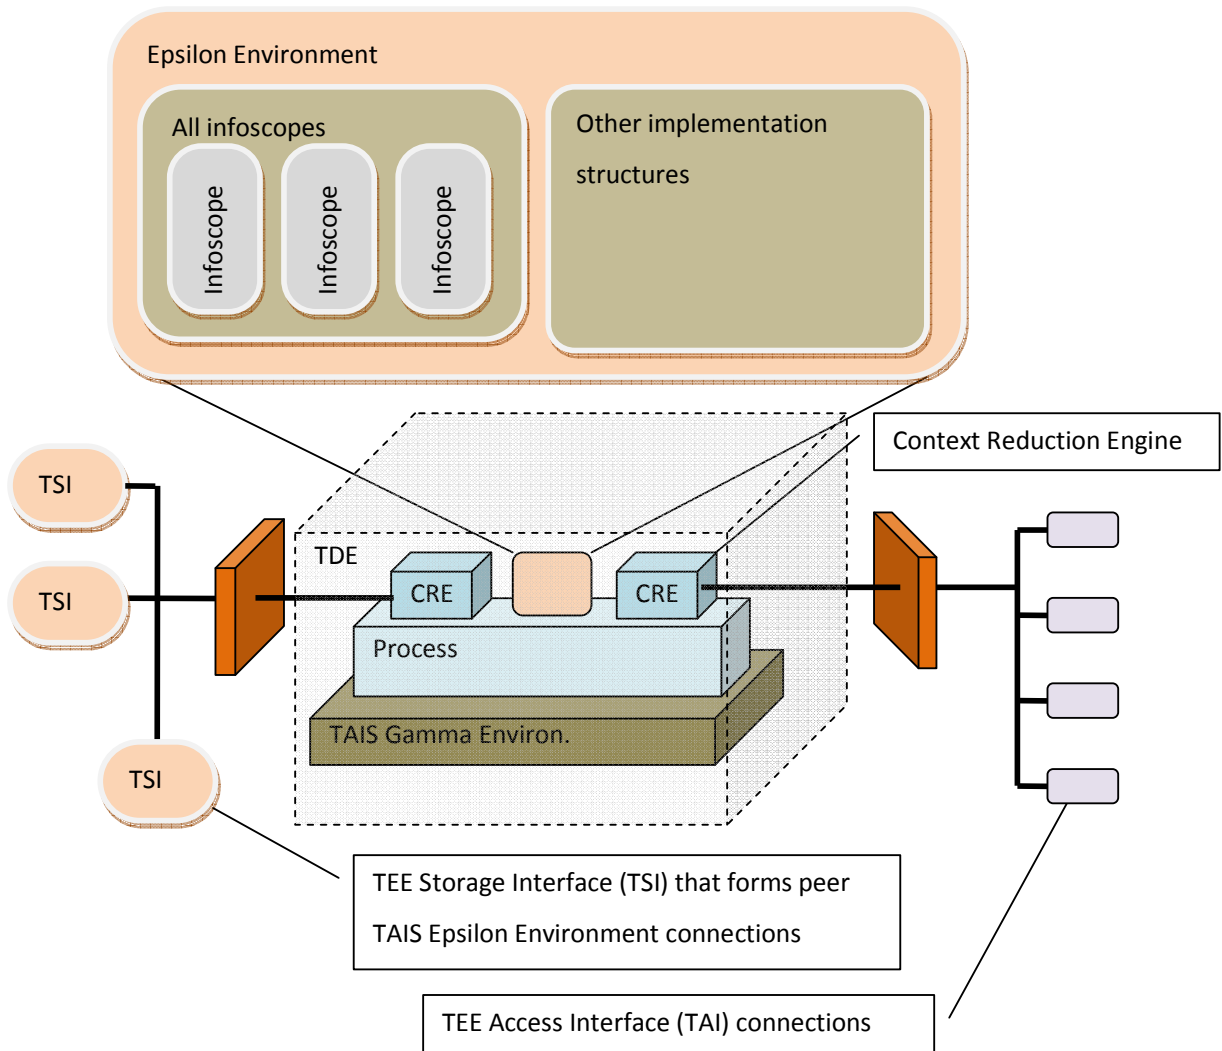 Epsilon Environment
All infoscopes
Other implementation
structures
Infoscope
Infoscope
Infoscope
Context Reduction Engine
TSI
TDE
CRE
CRE
TSI
Process
TAIS Gamma Environ.
TSI
TEE Storage Interface (TSI) that forms peer
TAIS Epsilon Environment connections
TEE Access Interface (TAI) connections